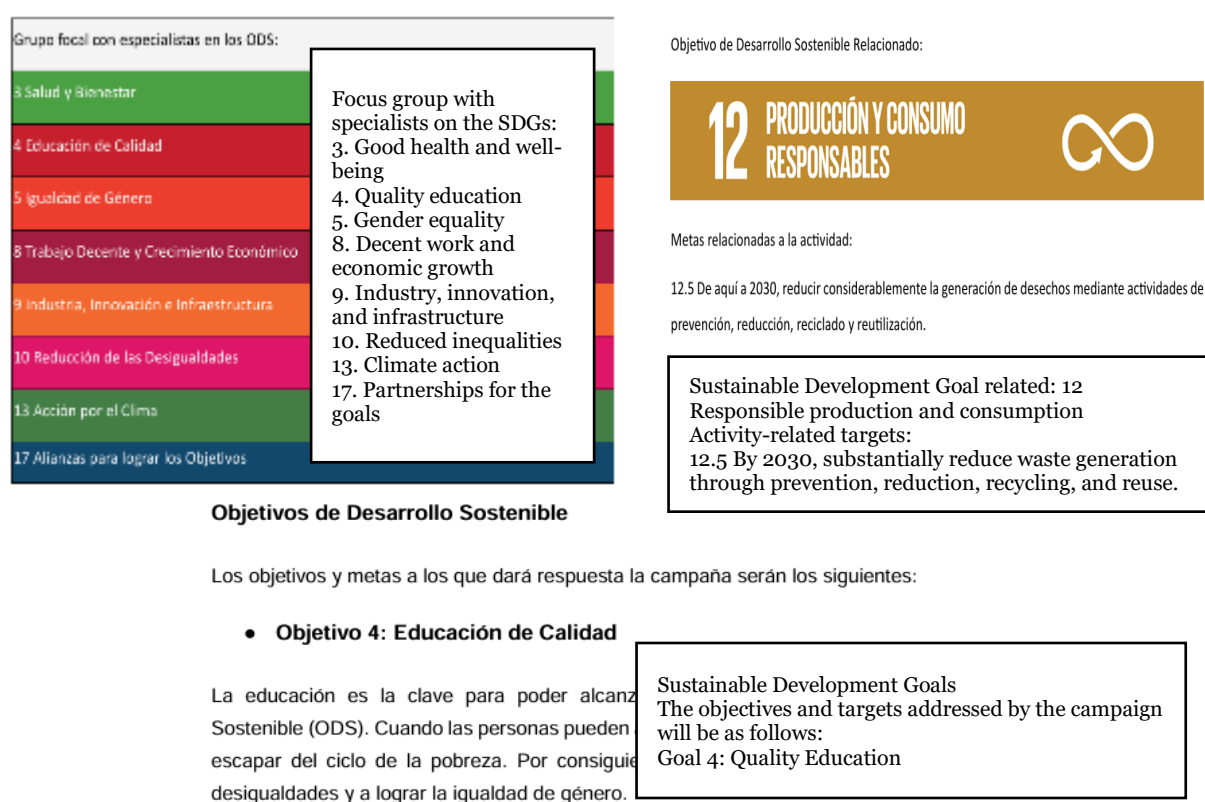 Grupo focal con especialistas en los ODS:
3 Salud y Bienestar
4 Educación de Calidad
5 Igualdad de Género
8 Trabajo Decente y Crecimiento Económico
9 Industria, Innovación e Infraestructura
10 Reducción de las Desigualdades
13 Acción por el Clima
17 Alianzas para lograr los Objetivos
Focus group with
specialists on the SDGs:
3. Good health and well-
being
4. Quality education
5. Gender equality
8. Decent work and
economic growth
9. Industry, innovation,
and infrastructure
10. Reduced inequalities
13. Climate action
17. Partnerships for the
goals
Objetivo de Desarrollo Sostenible Relacionado:
12 PRODUCCIÓN Y CONSUMO
RESPONSABLES
Metas relacionadas a la actividad:
12.5 De aquí a 2030, reducir considerablemente la generación de desechos mediante actividades de
prevención, reducción, reciclado y reutilización.
Sustainable Development Goal related: 12
Responsible production and consumption
Activity-related targets:
12.5 By 2030, substantially reduce waste generation
through prevention, reduction, recycling, and reuse.
Objetivos de Desarrollo Sostenible
Los objetivos y metas a los que dará respuesta la campaña serán los siguientes:
● Objetivo 4: Educación de Calidad
La educación es la clave para poder
Sostenible (ODS). Cuando las personas pueden
escapar del ciclo de la pobreza. Por
desigualdades y a lograr la igualdad de género.
Sustainable Development Goals
The objectives and targets addressed by the campaign
will be as follows:
Goal 4: Quality Education